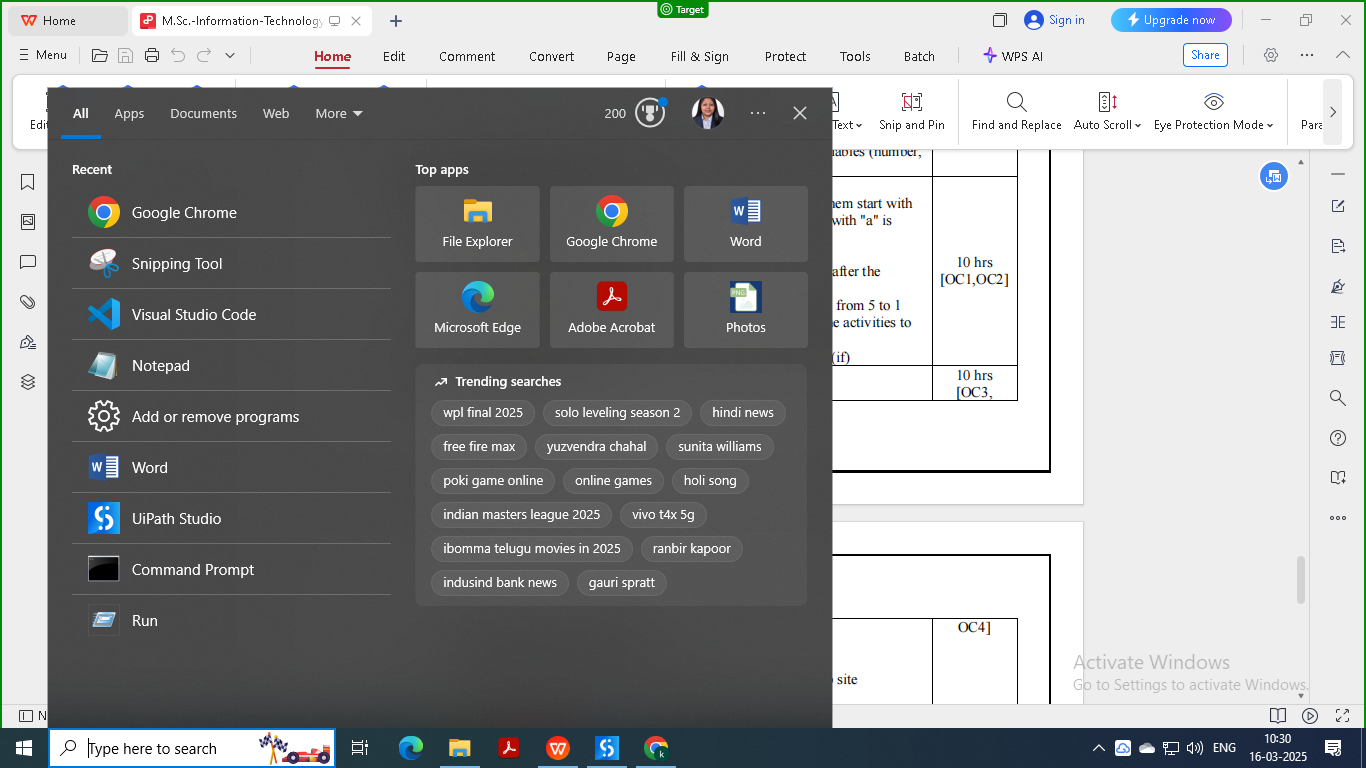 Target
Home
M.Sc.-Information-Technology
Sign in
Upgrade now
Menu
Home
Edit
Comment
Convert
Page
Fill & Sign
Protect
Tools
Batch
WPS AI
Share
Text
Snip and Pin
Find and Replace
Auto Scroll
Eye Protection Mode
All
Apps
Documents
Web
More
200
Recent
Google Chrome
Snipping Tool
Visual Studio Code
Notepad
Add or remove programs
Word
UiPath Studio
Command Prompt
Run
Top apps
File Explorer
Google Chrome
Word
Microsoft Edge
Adobe Acrobat
Photos
Trending searches
wpl final 2025
solo leveling season 2
hindi news
free fire max
yuzvendra chahal
sunita williams
poki game online
online games
holi song
indian masters league 2025
vivo t4x 5g
ibomma telugu movies in 2025
ranbir kapoor
indusind bank news
gauri spratt
(number,
start with
with "a" is
after the
from 5 to 1
activities to
(if)
10 hrs
[OC1,OC2]
10 hrs
[OC3,
OC4]
site
Activate Windows
Go to Settings to activate Windows.
Type here to search
ENG
10:30
16-03-2025